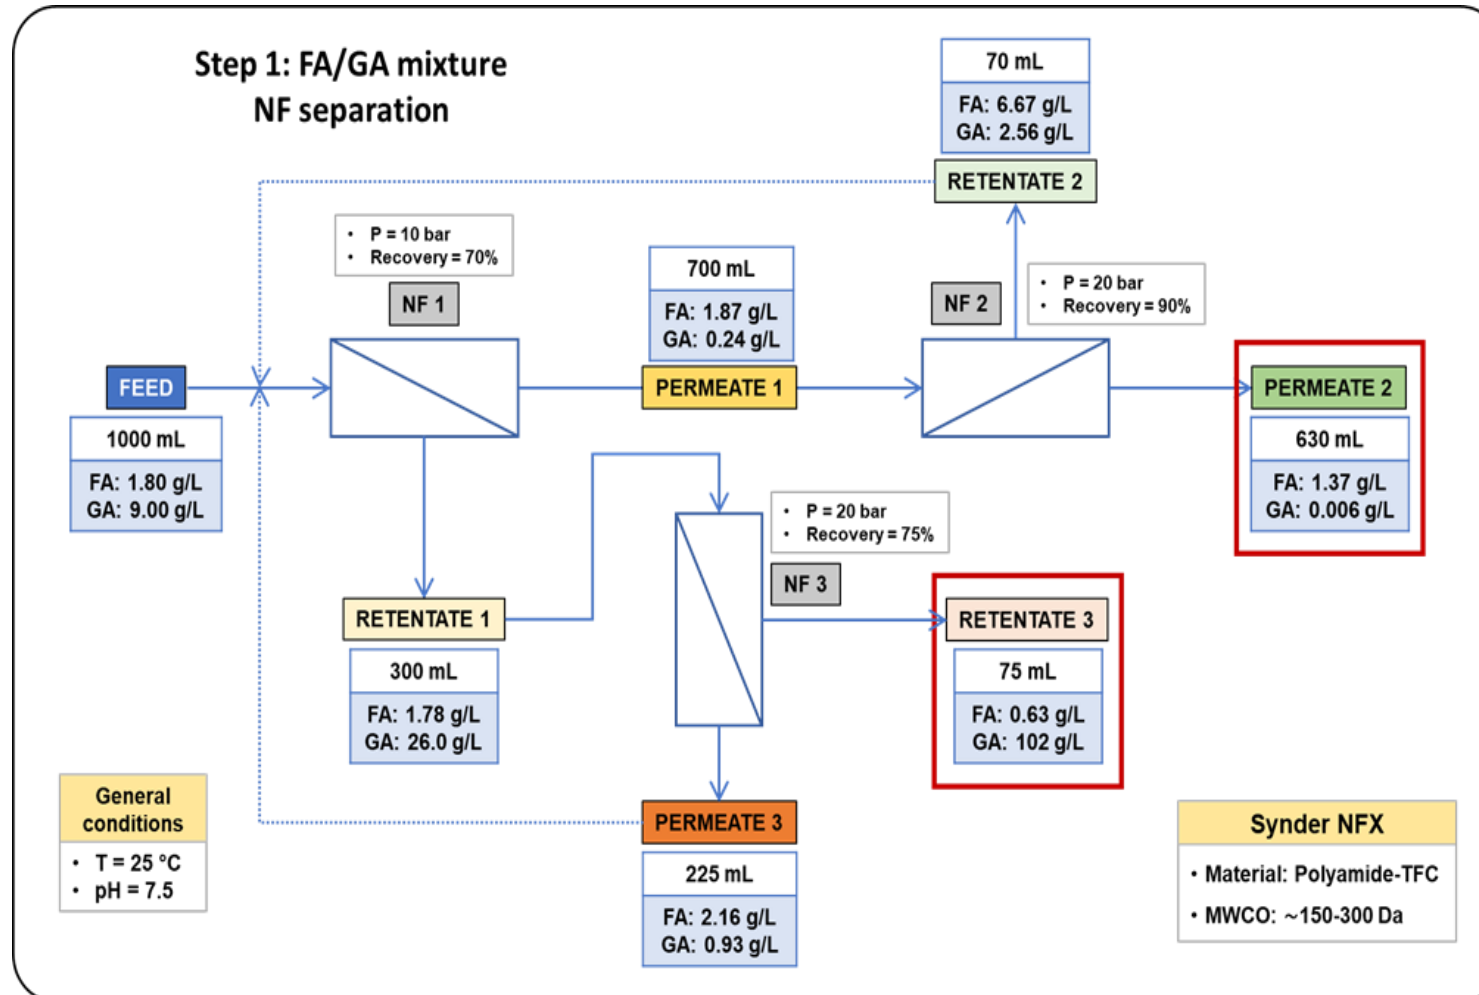 Step 1: FA/GA mixture
NF separation
70 mL
FA: 6.67 g/L
GA: 2.56 g/L
RETENTATE 2
• P = 10 bar
• Recovery = 70%
NF 1
700 mL
FA: 1.87 g/L
GA: 0.24 g/L
PERMEATE 1
NF 2
• P = 20 bar
• Recovery = 90%
FEED
1000 mL
FA: 1.80 g/L
GA: 9.00 g/L
PERMEATE 2
630 mL
FA: 1.37 g/L
GA: 0.006 g/L
• P = 20 bar
• Recovery = 75%
NF 3
RETENTATE 1
300 mL
FA: 1.78 g/L
GA: 26.0 g/L
RETENTATE 3
75 mL
FA: 0.63 g/L
GA: 102 g/L
PERMEATE 3
225 mL
FA: 2.16 g/L
GA: 0.93 g/L
General
conditions
• T = 25 ºC
• pH = 7.5
Synder NFX
• Material: Polyamide-TFC
• MWCO: ~150-300 Da